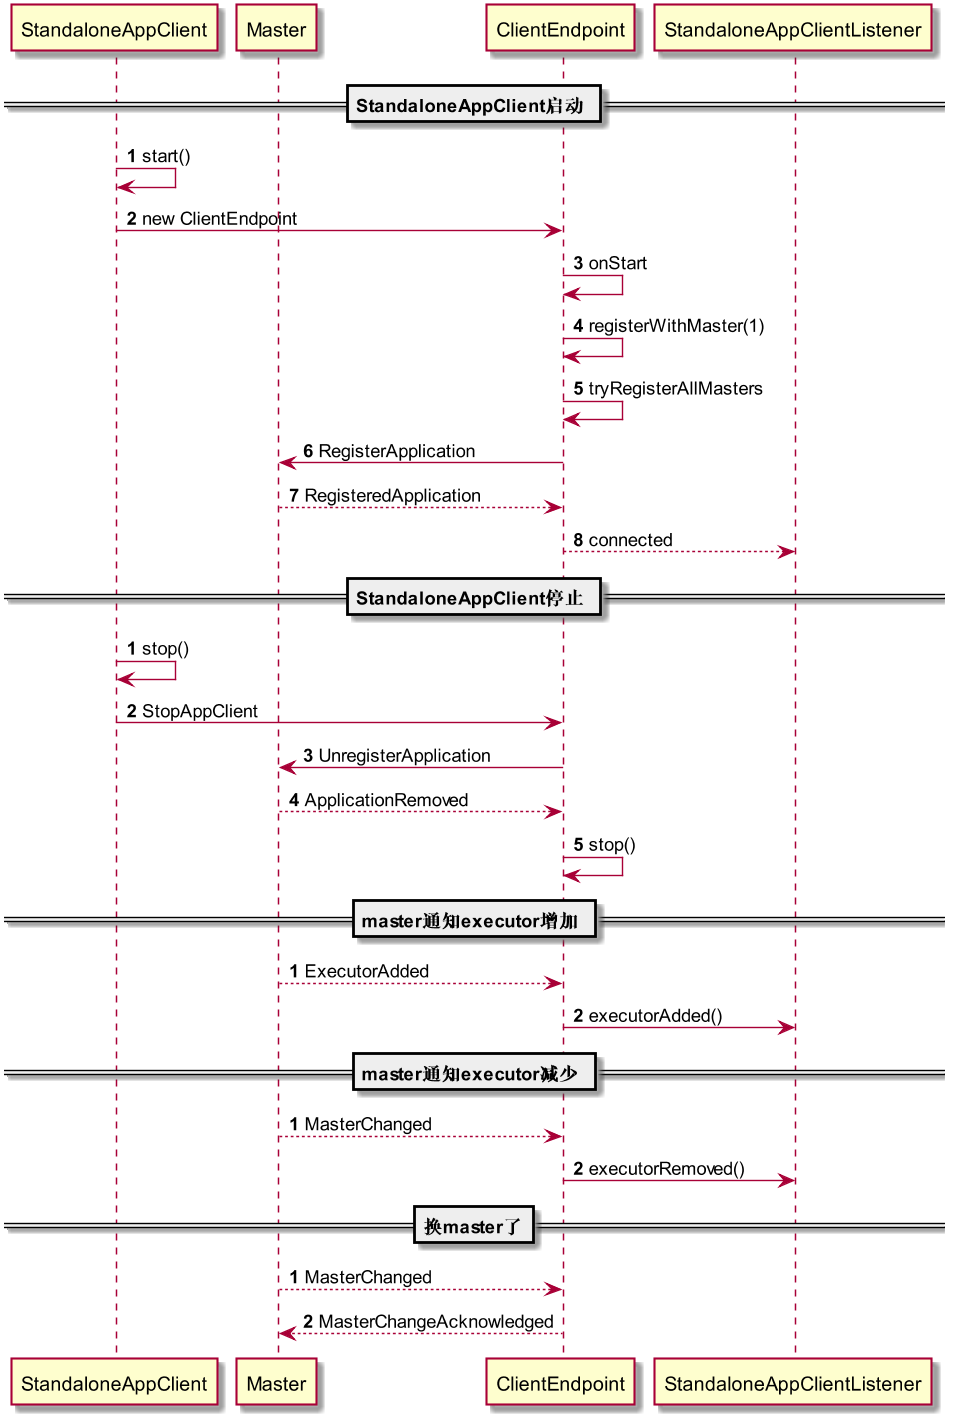 StandaloneAppClient Master ClientEndpoint StandaloneAppClientListener
StandaloneAppClient启动
1 start()
2 new ClientEndpoint
3 onStart
4 registerWithMaster(1)
5 tryRegisterAllMasters
6 RegisterApplication
7 RegisteredApplication
8 connected
StandaloneAppClient停止
1 stop()
2 StopAppClient
3 UnregisterApplication
4 ApplicationRemoved
5 stop()
master通知executor增加
1 ExecutorAdded
2 executorAdded()
master通知executor减少
1 MasterChanged
2 executorRemoved()
换master了
1 MasterChanged
2 MasterChangeAcknowledged
StandaloneAppClient Master ClientEndpoint StandaloneAppClientListener